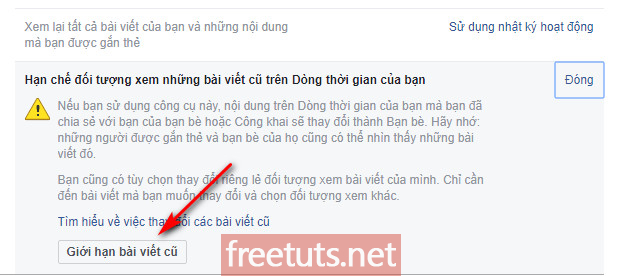 Xem lại tất cả bài viết của bạn và những nội dung Sử dụng nhật ký hoạt động
mà bạn được gắn thẻ
Hạn chế đối tượng xem những bài viết cũ trên Dòng thời gian của bạn Đóng
Nếu bạn sử dụng công cụ này, nội dung trên Dòng thời gian của bạn mà bạn đã
chia sẻ với bạn của bạn bè hoặc Công khai sẽ thay đổi thành Bạn bè. Hãy nhớ:
những người được gắn thẻ và bạn bè của họ cũng có thể nhìn thấy những bài
viết đó.
Bạn cũng có tùy chọn thay đổi riêng lẻ đối tượng xem bài viết của mình. Chỉ cần
đến bài viết mà bạn muốn thay đổi và chọn đối tượng xem khác.
Tìm hiểu về việc thay đổi các bài viết cũ
Giới hạn bài viết cũ
freetuts.net